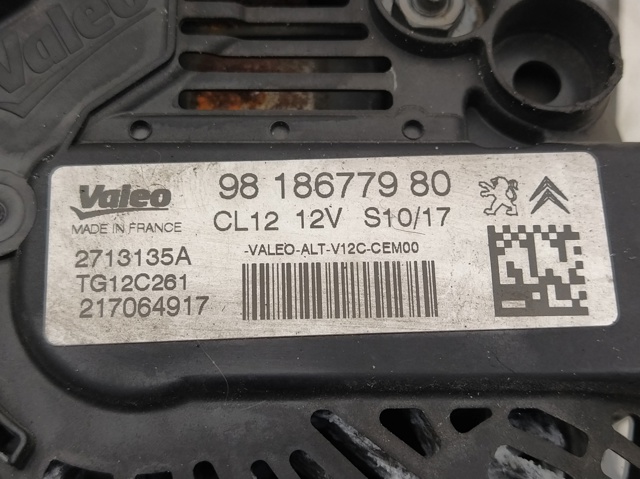 Valeo
Valeo
MADE IN FRANCE
98 186779 80
CL12 12V S10/17
2713135A
TG12C261
217064917
-VALEO-ALT-V12C-CEM00